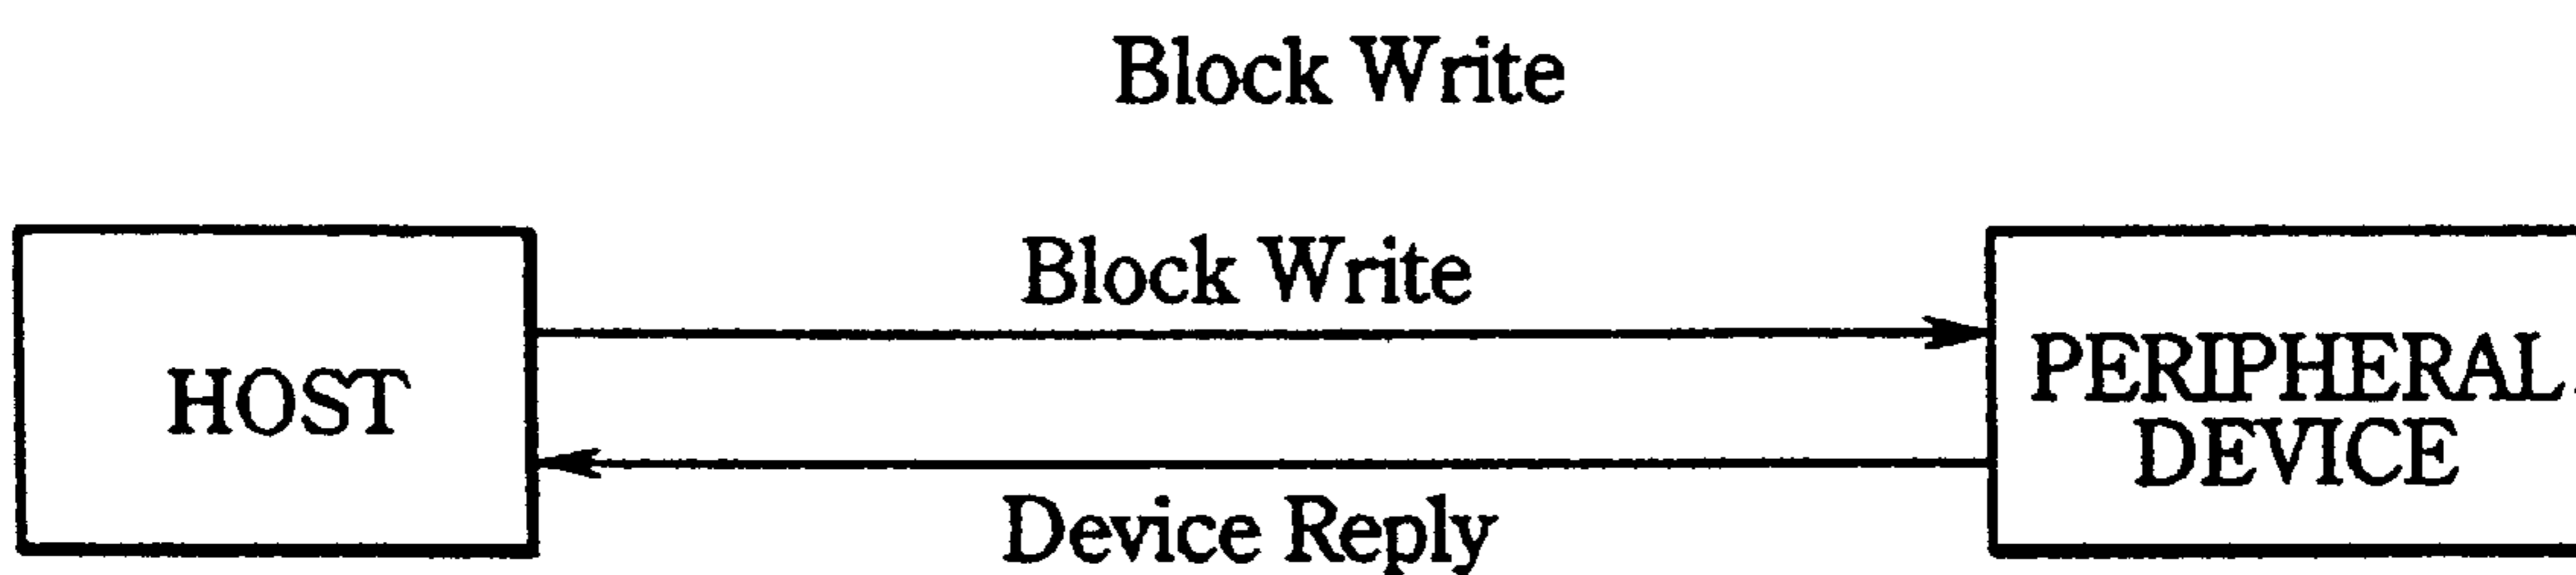 Block Write
Block Write
HOST
PERIPHERAL
DEVICE
Device Reply